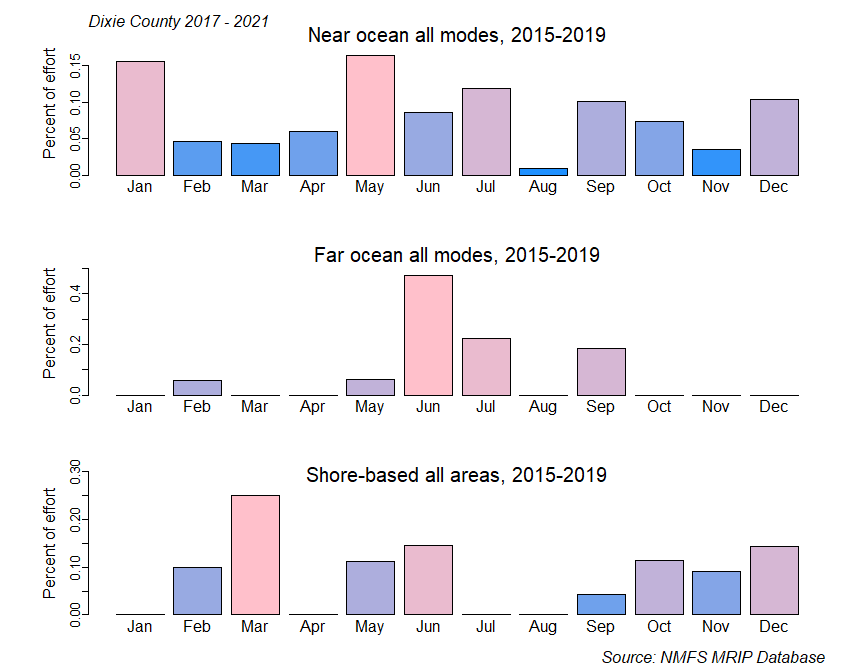 Dixie County 2017 - 2021
Near ocean all modes, 2015-2019
Percent of effort
0.00 0.05 0.10 0.15
Jan Feb Mar Apr May Jun Jul Aug Sep Oct Nov Dec
Far ocean all modes, 2015-2019
Percent of effort
0.0 0.2 0.4
Jan Feb Mar Apr May Jun Jul Aug Sep Oct Nov Dec
Shore-based all areas, 2015-2019
Percent of effort
0.00 0.10 0.20 0.30
Jan Feb Mar Apr May Jun Jul Aug Sep Oct Nov Dec
Source: NMFS MRIP Database